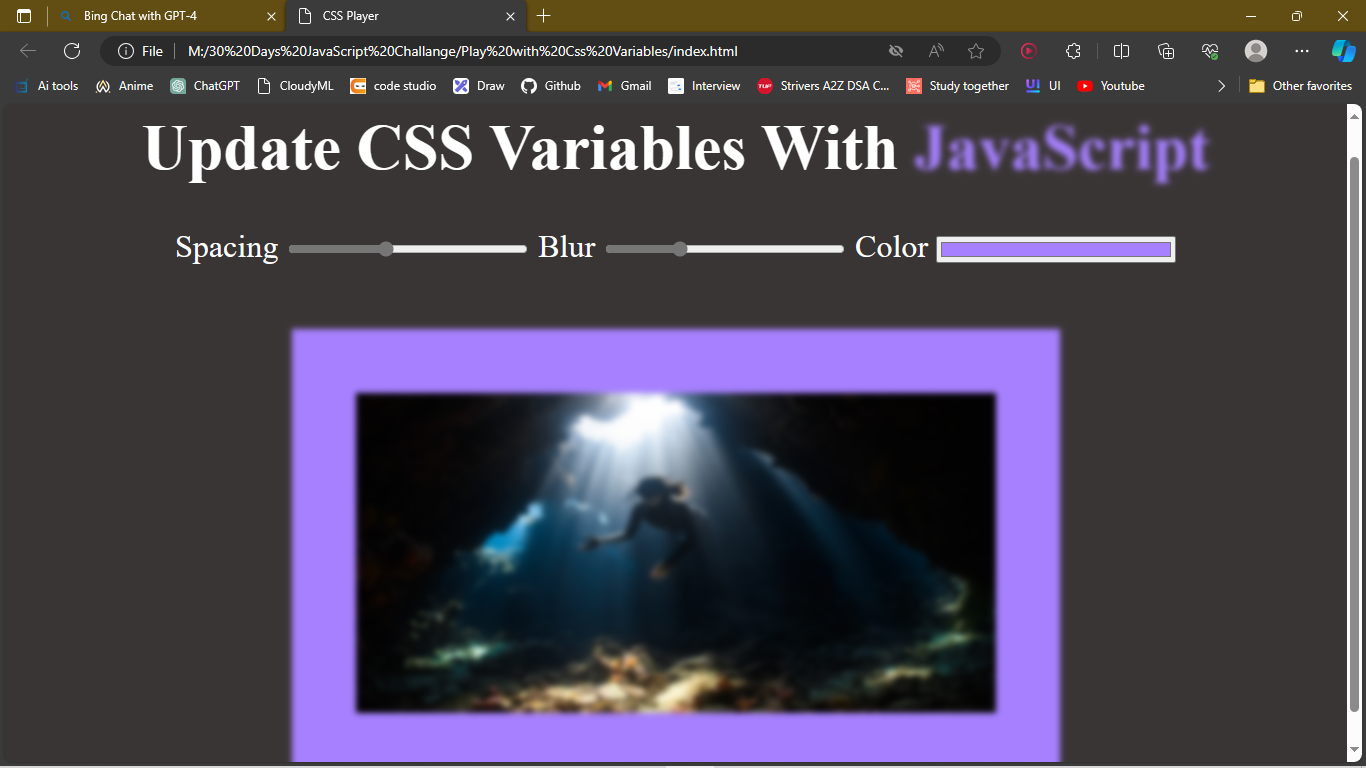 Bing Chat with GPT-4 CSS Player
File M:/30%20Days%20JavaScript%20Challange/Play%20with%20Css%20Variables/index.html
Ai tools Anime ChatGPT CloudyML code studio Draw Github Gmail Interview Strivers A2Z DSA C... Study together UI Youtube Other favorites
Update CSS Variables With JavaScript
Spacing Blur Color